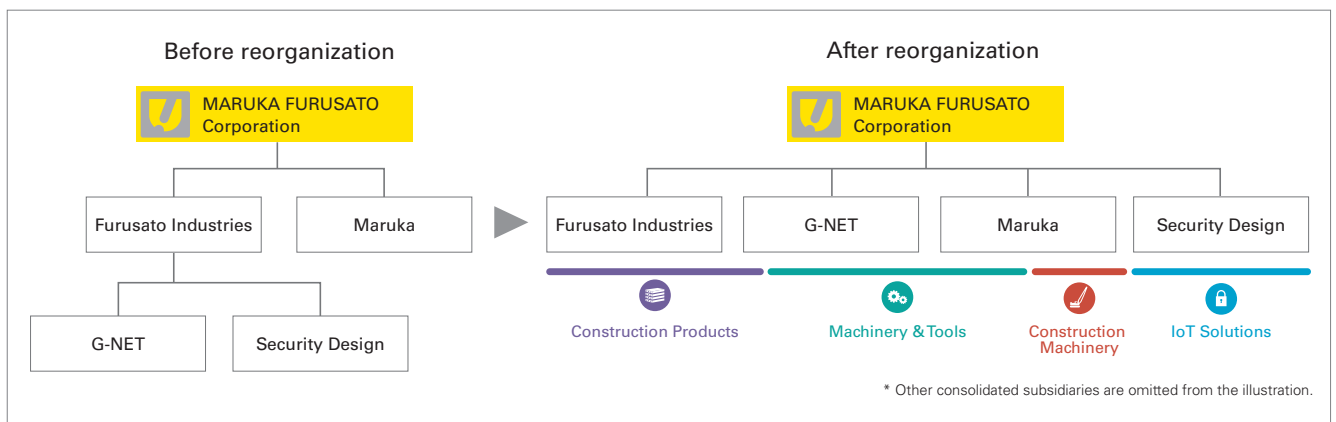 Before reorganization
MARUKA FURUSATO
Corporation
Furusato Industries
Maruka
G-NET
Security Design
After reorganization
MARUKA FURUSATO
Corporation
Furusato Industries
G-NET
Maruka
Security Design
Construction Products
Machinery & Tools
Construction
Machinery
IoT Solutions
* Other consolidated subsidiaries are omitted from the illustration.